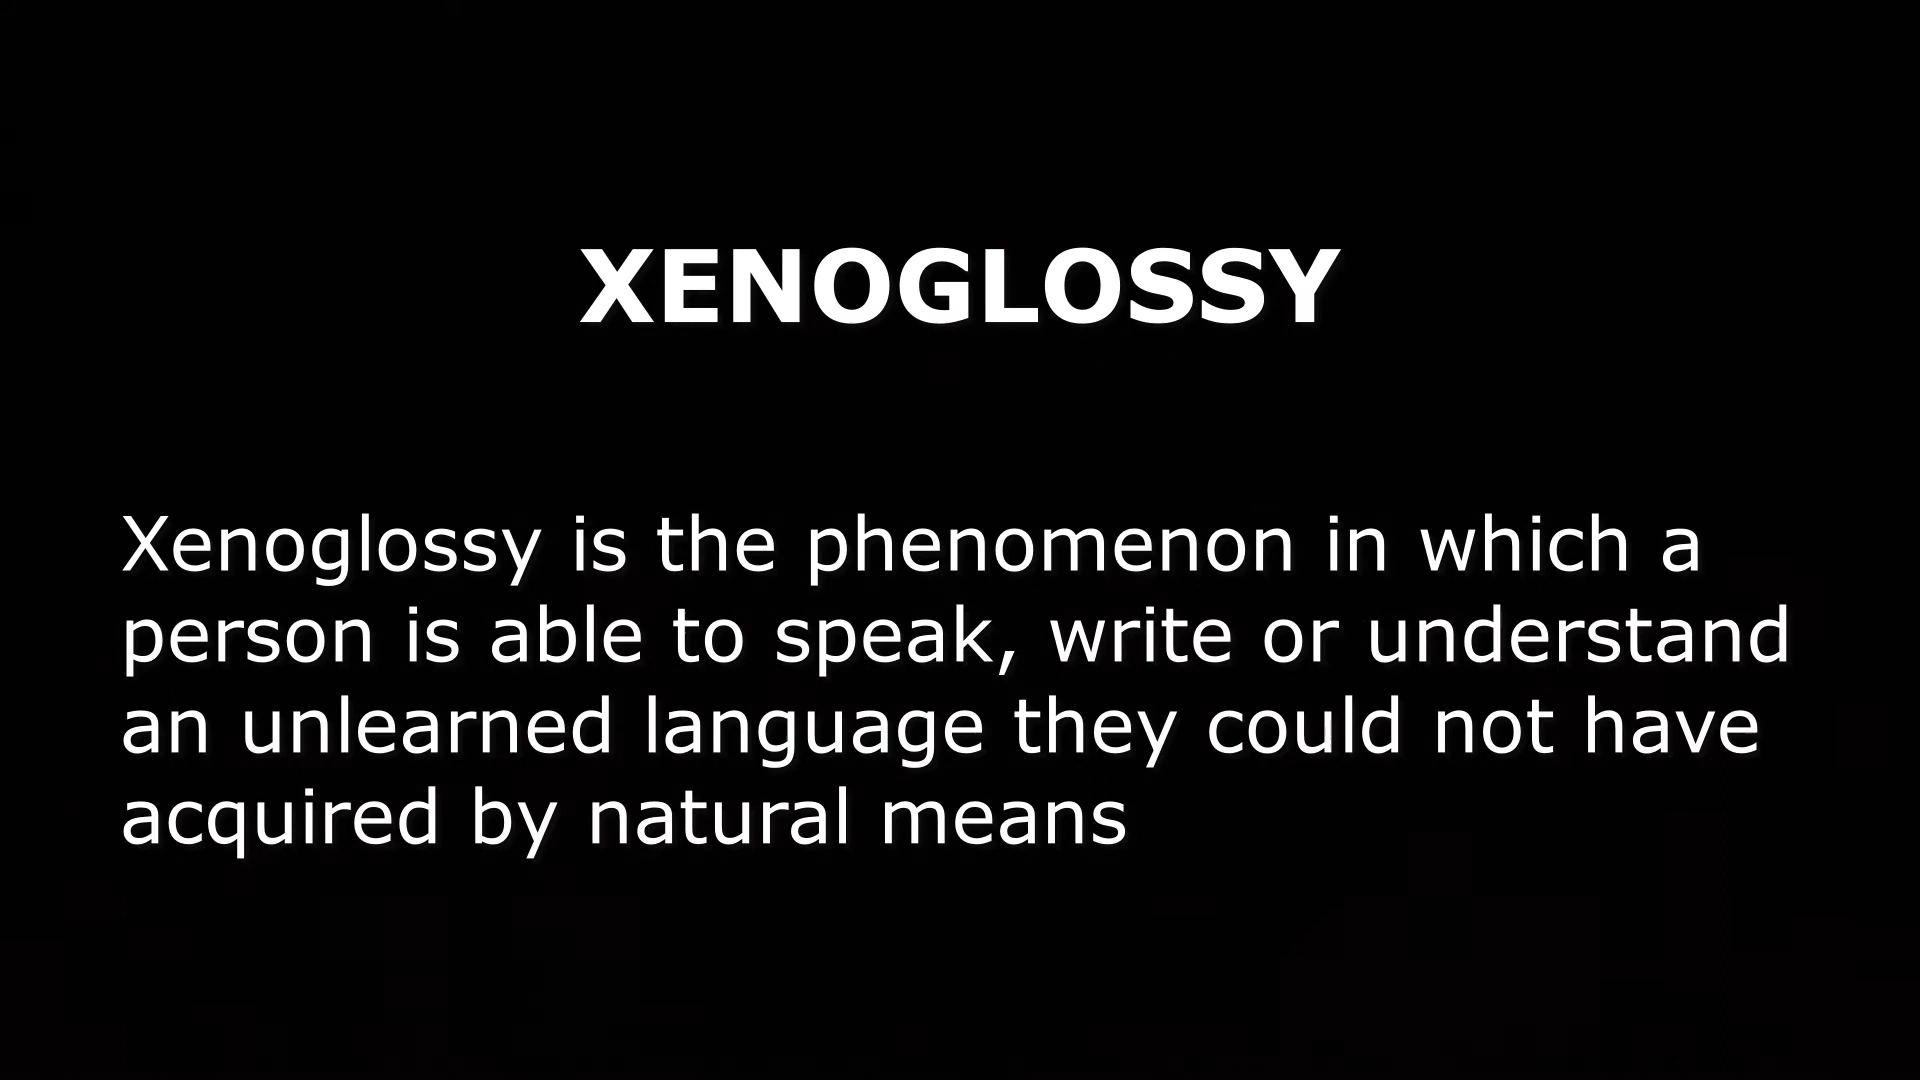 XENOGLOSSY
Xenoglossy is the phenomenon in which a
person is able to speak, write or understand
an unlearned language they could not have
acquired by natural means